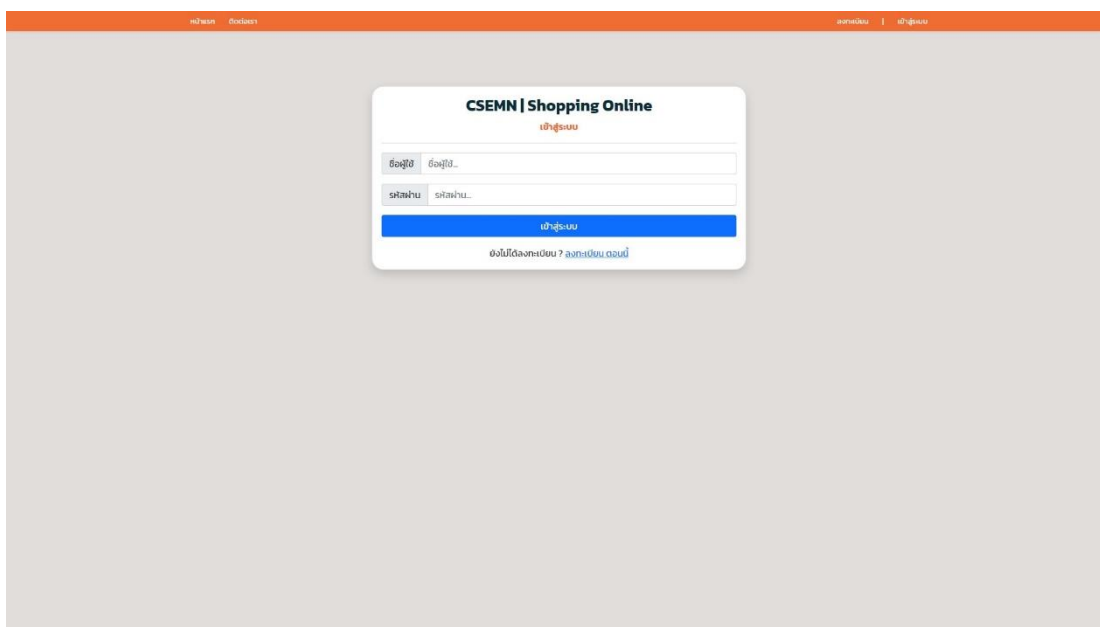 หน้าแรก ติดต่อเรา ลงทะเบียน | เข้าสู่ระบบ
CSEMN | Shopping Online
เข้าสู่ระบบ
ชื่อผู้ใช้ ชื่อผู้ใช้...
รหัสผ่าน รหัสผ่าน...
เข้าสู่ระบบ
ยังไม่ได้ลงทะเบียน ? ลงทะเบียน ตอนนี้